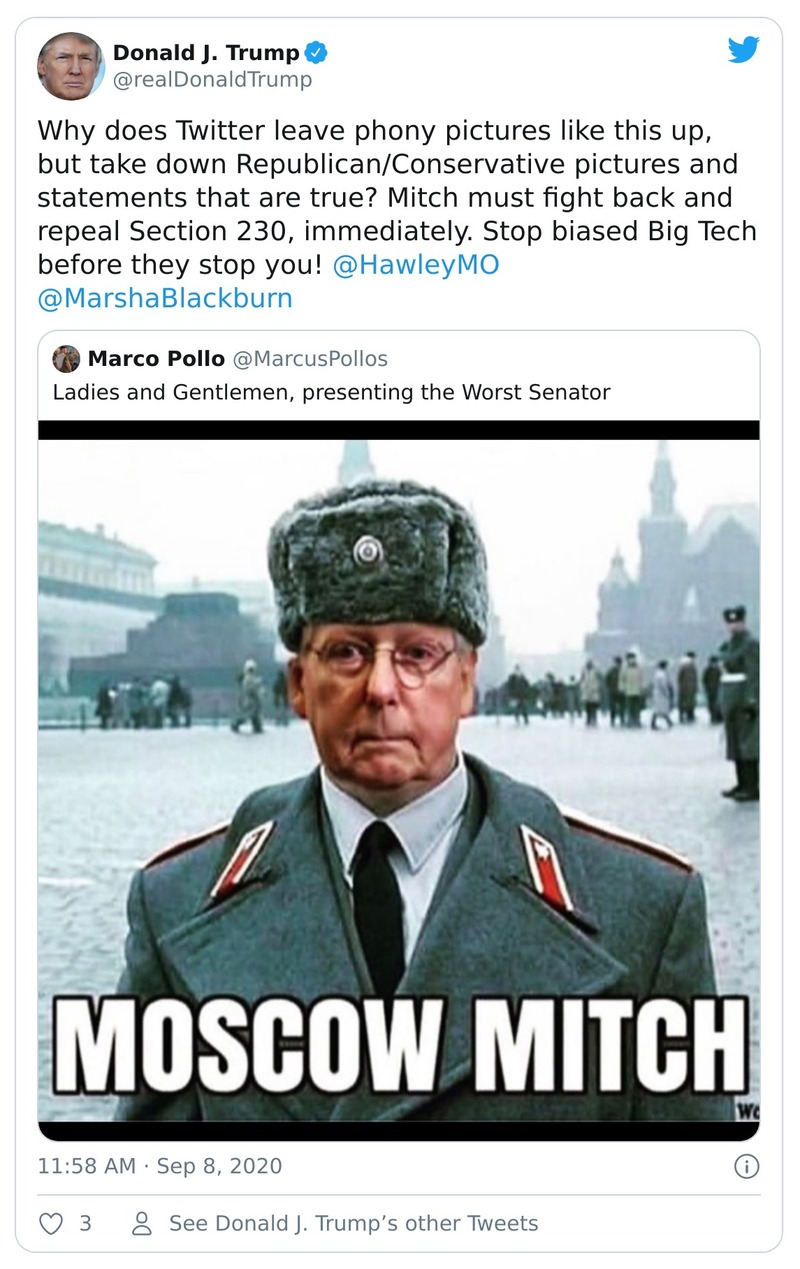 Donald J. Trump
@realDonaldTrump
Why does Twitter leave phony pictures like this up,
but take down Republican/Conservative pictures and
statements that are true? Mitch must fight back and
repeal Section 230, immediately. Stop biased Big Tech
before they stop you! @HawleyMO
@MarshaBlackburn
Marco Pollo @MarcusPollos
Ladies and Gentlemen, presenting the Worst Senator
MOSCOW MITCH
11:58 AM · Sep 8, 2020
3 See Donald J. Trump’s other Tweets